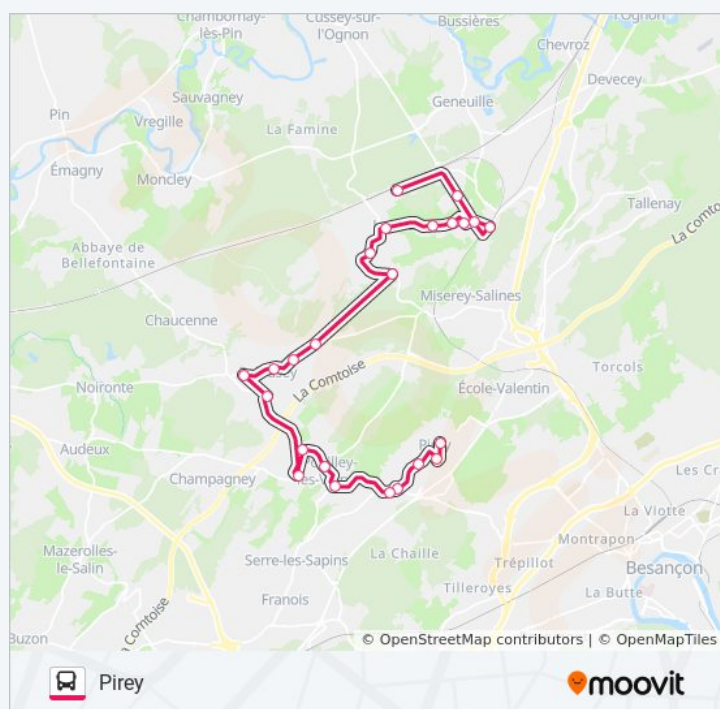 Chambornay-
lès-Pin
Cussey-sur-
l'Ognon
Bussières
l'Ognon
Chevroz
Devecey
Sauvagney
Geneuille
Pin
Vregille
La Famine
Émagny
Moncley
Tallenay
La Comtoise
Abbaye de
Bellefontaine
Miserey-Salines
Chaucenne
La Comtoise
Torcols
Noironte
École-Valentin
Audeux
Champagney
La Viotte
Mazerolles-
le-Salin
Serre-les-Sapins
La Chaille
Montrapon
Trépillot
Besançon
Franois
Tilleroyes
La Butte
Buzon
La Comtoise
© OpenStreetMap contributors | © OpenMapTiles
Pirey
moovit